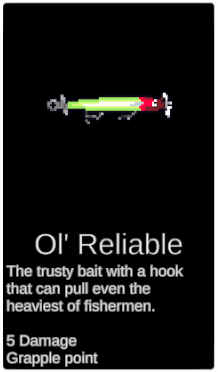 Ol' Reliable
The trusty bait with a hook
that can pull even the
heaviest of fishermen.
5 Damage
Grapple point